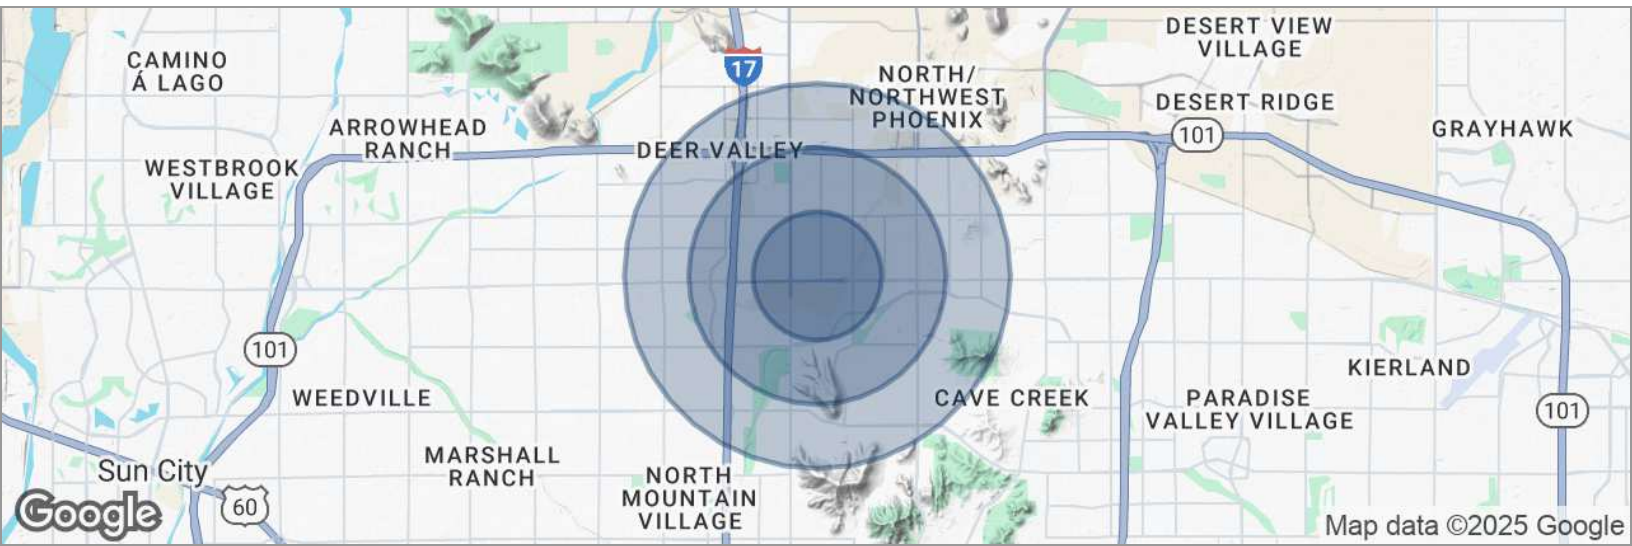 DESERT VIEW
VILLAGE
CAMINO
Á LAGO
17
NORTH/
NORTHWEST
PHOENIX
DESERT RIDGE
ARROWHEAD
RANCH
DEER VALLEY
101
GRAYHAWK
WESTBROOK
VILLAGE
101
KIERLAND
WEEDVILLE
CAVE CREEK
PARADISE
VALLEY VILLAGE
101
MARSHALL
RANCH
Sun City
NORTH
MOUNTAIN
VILLAGE
60
Google
Map data ©2025 Google